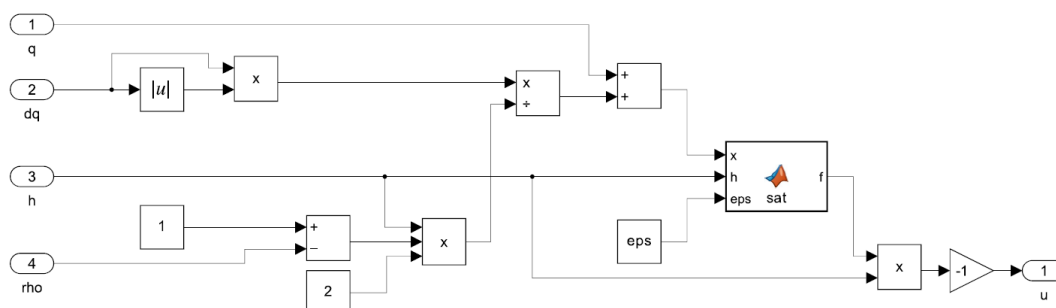 1
q
2
dq
|u|
x
x
÷
+
+
3
h
x
h
eps
f
sat
1
+
−
4
rho
2
x
eps
x
-1
1
u